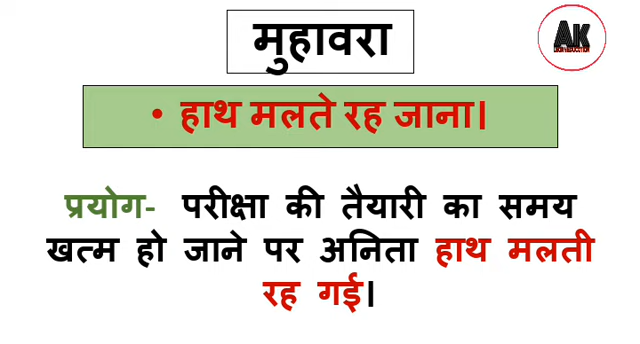 मुहावरा
AK
• हाथ मलते रह जाना।
प्रयोग- परीक्षा की तैयारी का समय
खत्म हो जाने पर अनिता हाथ मलती
रह गई।